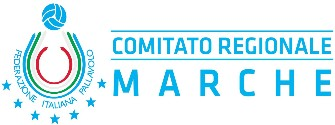 FEDERAZIONE ITALIANA PALLAVOLO
COMITATO REGIONALE
MARCHE